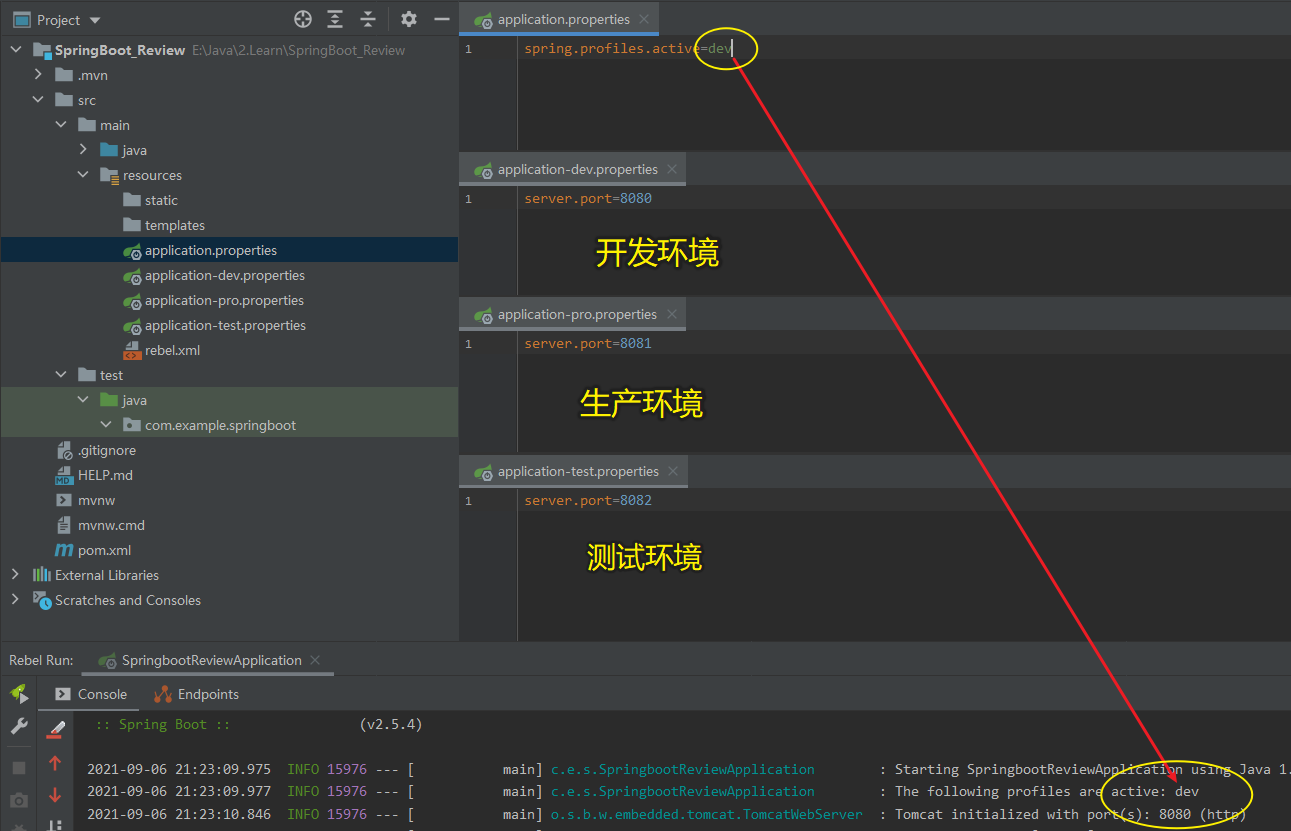 Project
SpringBoot_Review E:\Java\2.Learn\SpringBoot_Review
.mvn
src
main
java
resources
static
templates
application.properties
application-dev.properties
application-pro.properties
application-test.properties
rebel.xml
test
java
com.example.springboot
.gitignore
HELP.md
mvnw
mvnw.cmd
pom.xml
External Libraries
Scratches and Consoles
application.properties
1 spring.profiles.active=dev
application-dev.properties
1 server.port=8080
开发环境
application-pro.properties
1 server.port=8081
生产环境
application-test.properties
1 server.port=8082
测试环境
Rebel Run: SpringbootReviewApplication
Console Endpoints
:: Spring Boot :: (v2.5.4)
2021-09-06 21:23:09.975 INFO 15976 --- [ main] c.e.s.SpringbootReviewApplication : Starting SpringbootReviewApplication using Java 1.
2021-09-06 21:23:09.977 INFO 15976 --- [ main] c.e.s.SpringbootReviewApplication : The following profiles are active: dev
2021-09-06 21:23:10.846 INFO 15976 --- [ main] o.s.b.w.embedded.tomcat.TomcatWebServer : Tomcat initialized with port(s): 8080 (http)